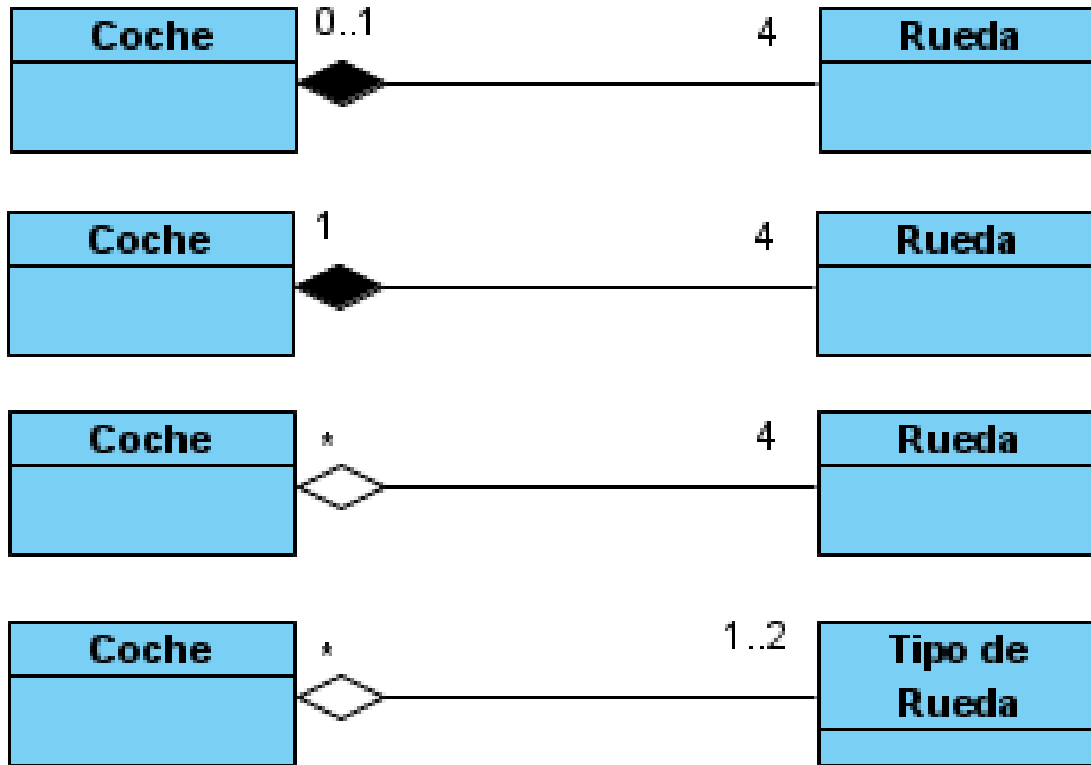 Coche 0..1 4 Rueda
Coche 1 4 Rueda
Coche * 4 Rueda
Coche * 1..2 Tipo de
Rueda